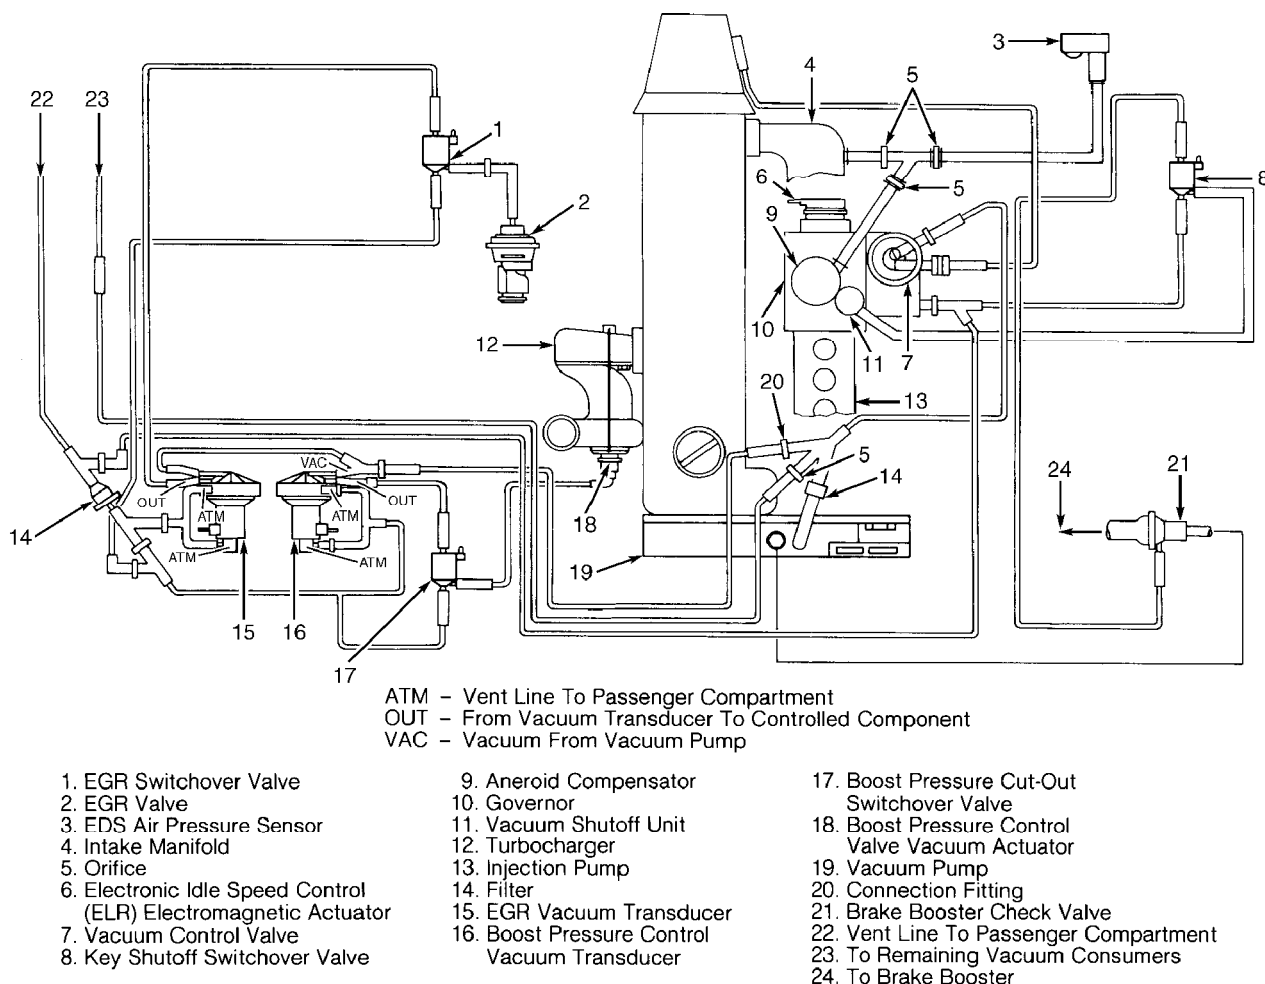 22
23
1
2
3
4
5
6
5
8
9
10
11
7
12
13
20
5
14
VAC
OUT
OUT
ATM
ATM
ATM
ATM
14
15
16
17
18
19
24
21
ATM – Vent Line To Passenger Compartment
OUT – From Vacuum Transducer To Controlled Component
VAC – Vacuum From Vacuum Pump
1. EGR Switchover Valve
2. EGR Valve
3. EDS Air Pressure Sensor
4. Intake Manifold
5. Orifice
6. Electronic Idle Speed Control
(ELR) Electromagnetic Actuator
7. Vacuum Control Valve
8. Key Shutoff Switchover Valve
9. Aneroid Compensator
10. Governor
11. Vacuum Shutoff Unit
12. Turbocharger
13. Injection Pump
14. Filter
15. EGR Vacuum Transducer
16. Boost Pressure Control
Vacuum Transducer
17. Boost Pressure Cut-Out
Switchover Valve
18. Boost Pressure Control
Valve Vacuum Actuator
19. Vacuum Pump
20. Connection Fitting
21. Brake Booster Check Valve
22. Vent Line To Passenger Compartment
23. To Remaining Vacuum Consumers
24. To Brake Booster